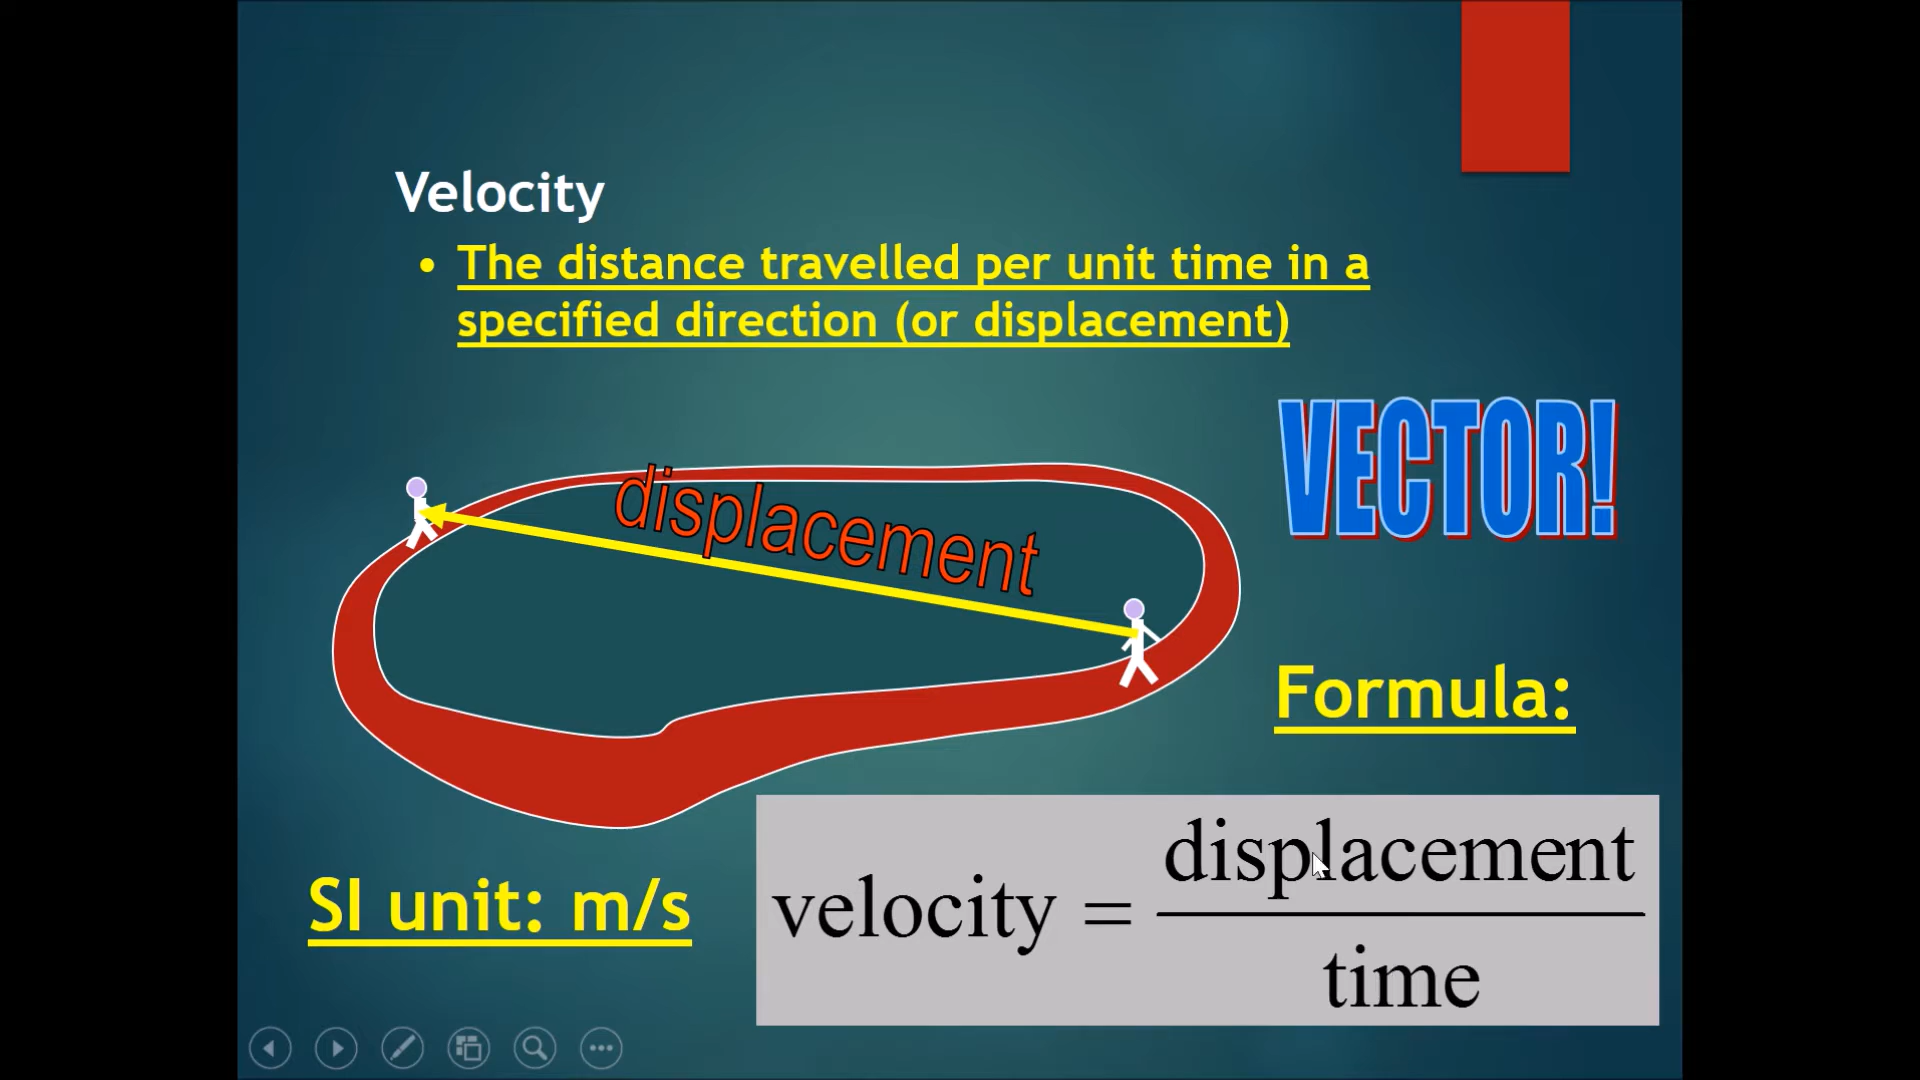 Velocity
• The distance travelled per unit time in a
specified direction (or displacement)
VECTOR!
displacement
Formula:
SI unit: m/s
velocity = displacement
time